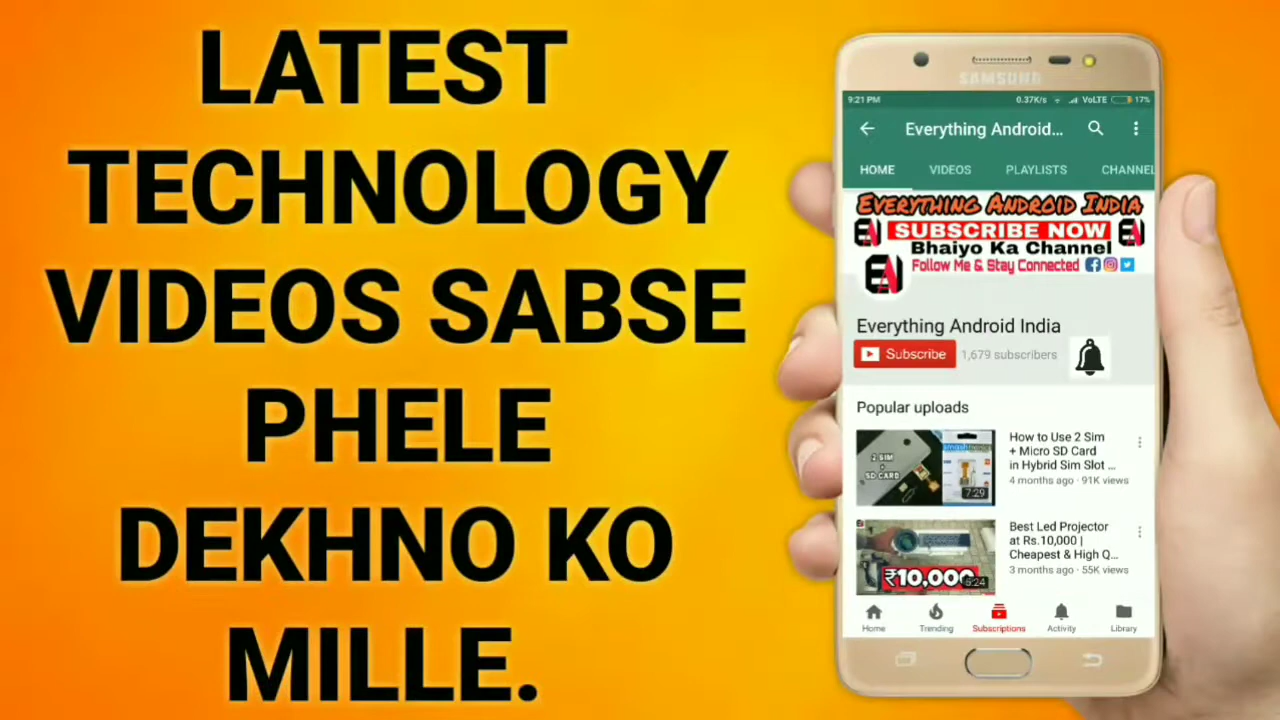 LATEST
TECHNOLOGY
VIDEOS SABSE
PHELE
DEKHNO KO
MILLE.
SAMSUNG
9:21 PM 0.37K/s VoLTE 17%
Everything Android...
HOME VIDEOS PLAYLISTS CHANNEL
EVERYTHING ANDROID INDIA
SUBSCRIBE NOW
Bhaiyo Ka Channel
Follow Me & Stay Connected
Everything Android India
Subscribe 1,679 subscribers
Popular uploads
2 SIM
+
SD CARD
7:29
How to Use 2 Sim
+ Micro SD Card
in Hybrid Sim Slot ...
4 months ago · 91K views
₹10,000
5:24
Best Led Projector
at Rs.10,000 |
Cheapest & High Q...
3 months ago · 55K views
Home Trending Subscriptions Activity Library